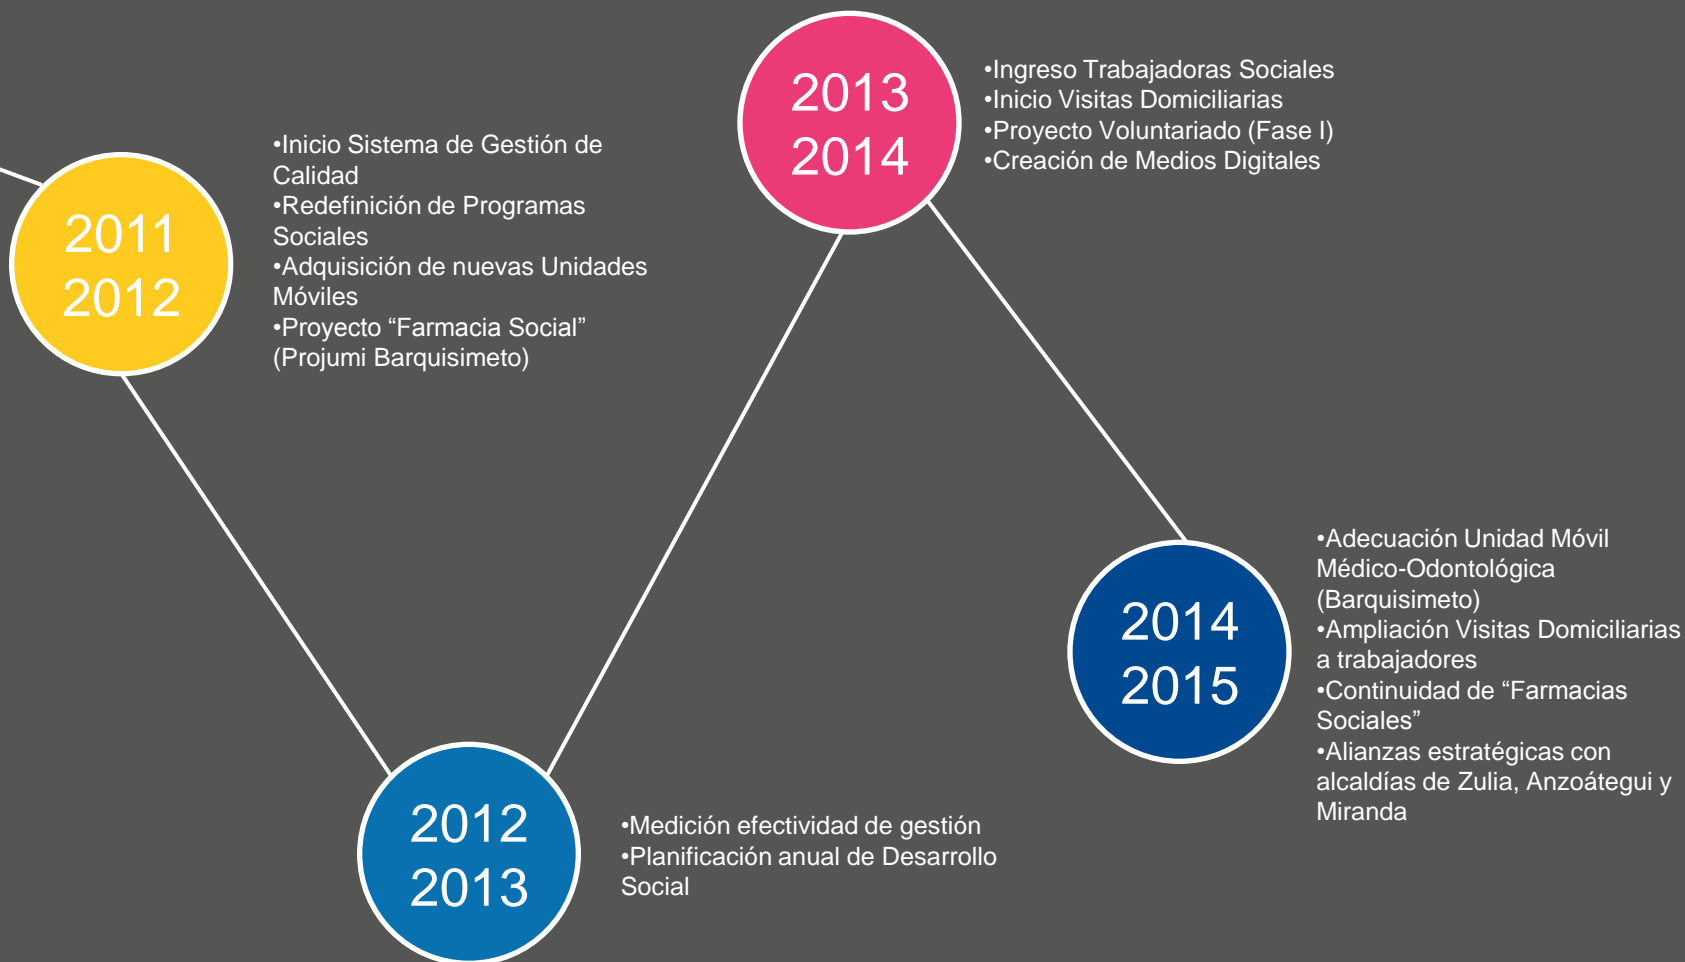 2011
2012
•Inicio Sistema de Gestión de
Calidad
•Redefinición de Programas
Sociales
•Adquisición de nuevas Unidades
Móviles
•Proyecto “Farmacia Social”
(Projumi Barquisimeto)
2012
2013
•Medición efectividad de gestión
•Planificación anual de Desarrollo
Social
2013
2014
•Ingreso Trabajadoras Sociales
•Inicio Visitas Domiciliarias
•Proyecto Voluntariado (Fase I)
•Creación de Medios Digitales
2014
2015
•Adecuación Unidad Móvil
Médico-Odontológica
(Barquisimeto)
•Ampliación Visitas Domiciliarias
a trabajadores
•Continuidad de “Farmacias
Sociales”
•Alianzas estratégicas con
alcaldías de Zulia, Anzoátegui y
Miranda